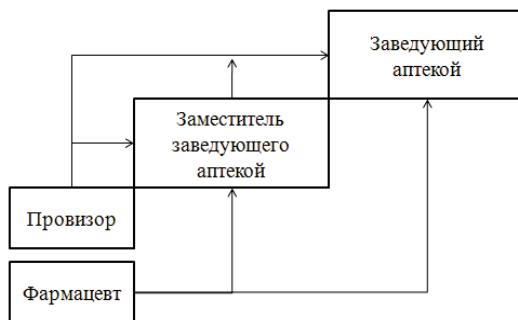 Заведующий
аптекой
Заместитель
заведующего
аптекой
Провизор
Фармацевт